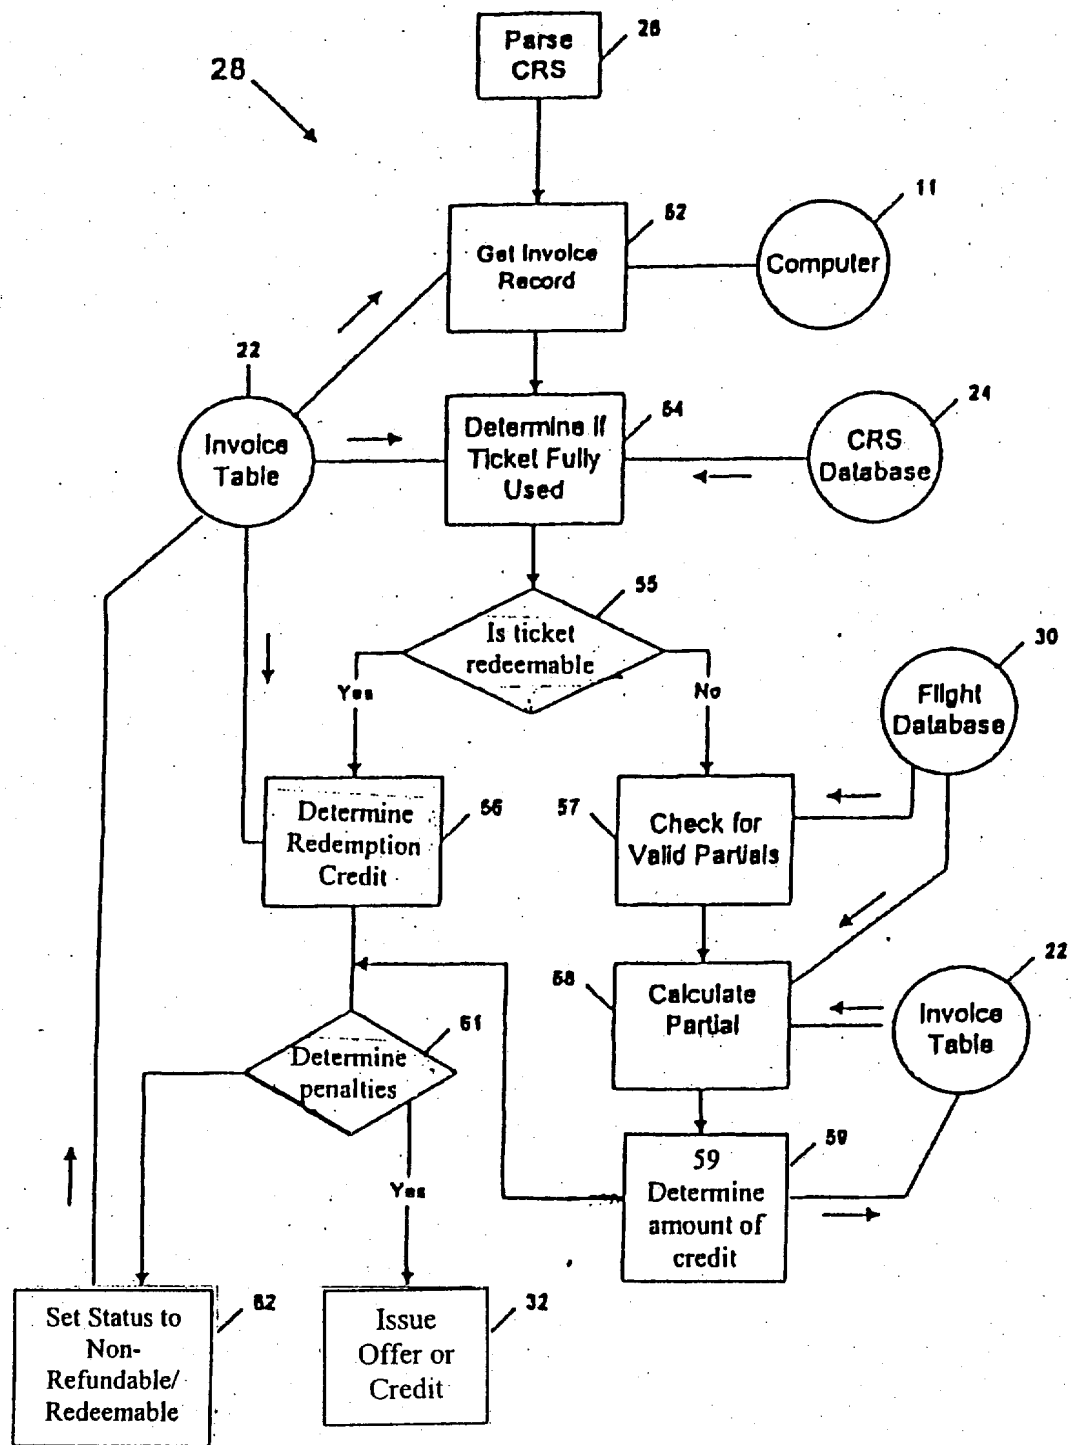 Parse
CRS
26
28
52
Get Invoice
Record
11
Computer
22
Invoice
Table
Determine if
Ticket Fully
Used
54
24
CRS
Database
55
Is ticket
redeemable
Yes
No
30
Flight
Database
Determine
Redemption
Credit
56
57
Check for
Valid Partials
58
Calculate
Partial
22
Invoice
Table
61
Determine
penalties
59
59
Determine
amount of
credit
Yes
Set Status to
Non-
Refundable/
Redeemable
62
Issue
Offer or
Credit
32